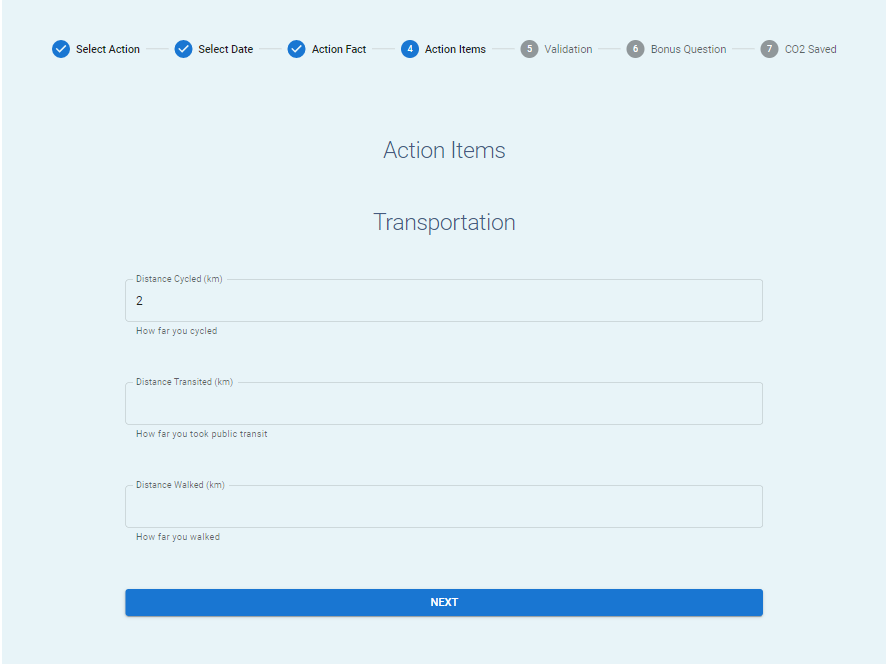 Select Action Select Date Action Fact 4 Action Items 5 Validation 6 Bonus Question 7 CO2 Saved
Action Items
Transportation
Distance Cycled (km)
2
How far you cycled
Distance Transited (km)
How far you took public transit
Distance Walked (km)
How far you walked
NEXT